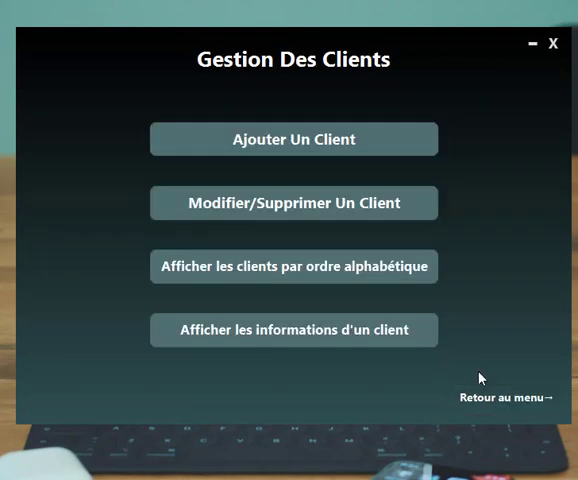 Gestion Des Clients
– X
Ajouter Un Client
Modifier/Supprimer Un Client
Afficher les clients par ordre alphabétique
Afficher les informations d'un client
Retour au menu→